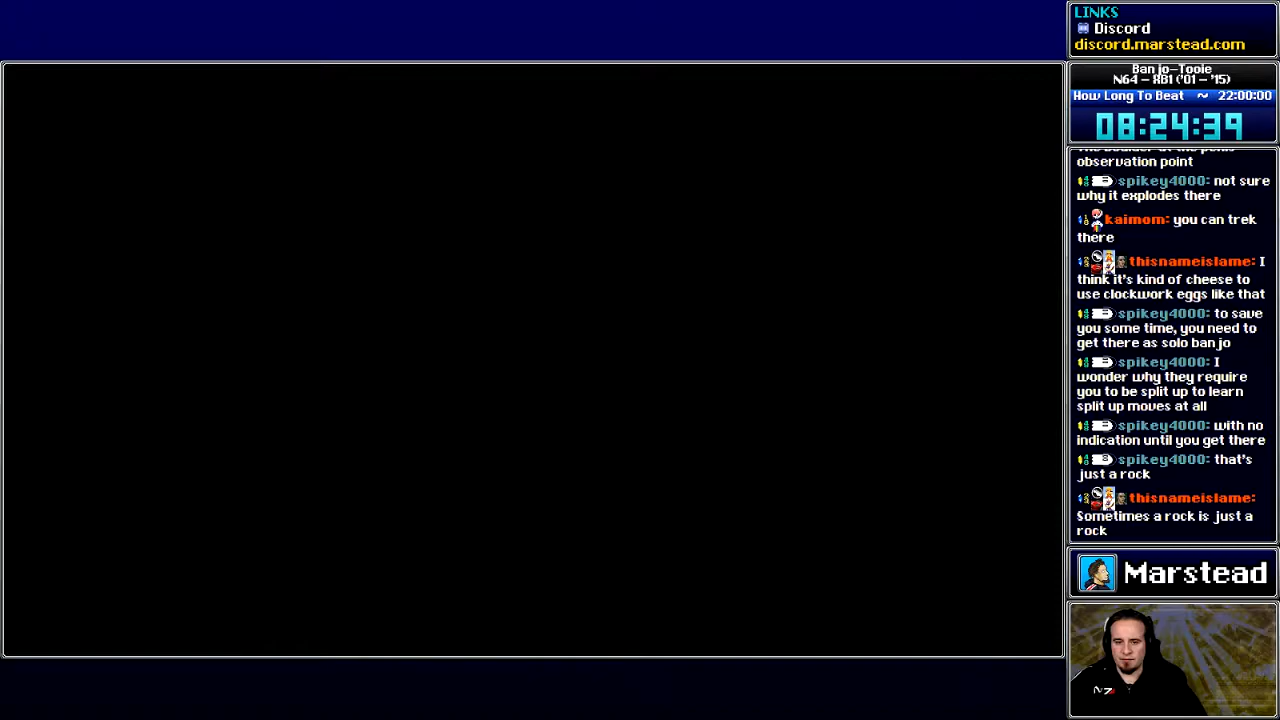 LINKS
Discord
discord.marstead.com
Banjo-Tooie
N64 - XB1 ('01 - '15)
How Long To Beat ~ 22:00:00
08:24:39
observation point
spikey4000: not sure
why it explodes there
kaimom: you can trek
there
thisnameislame: I
think it's kind of cheese to
use clockwork eggs like that
spikey4000: to save
you some time, you need to
get there as solo banjo
spikey4000: I
wonder why they require
you to be split up to learn
split up moves at all
spikey4000: with no
indication until you get there
spikey4000: that's
just a rock
thisnameislame:
Sometimes a rock is just a
rock
Marstead